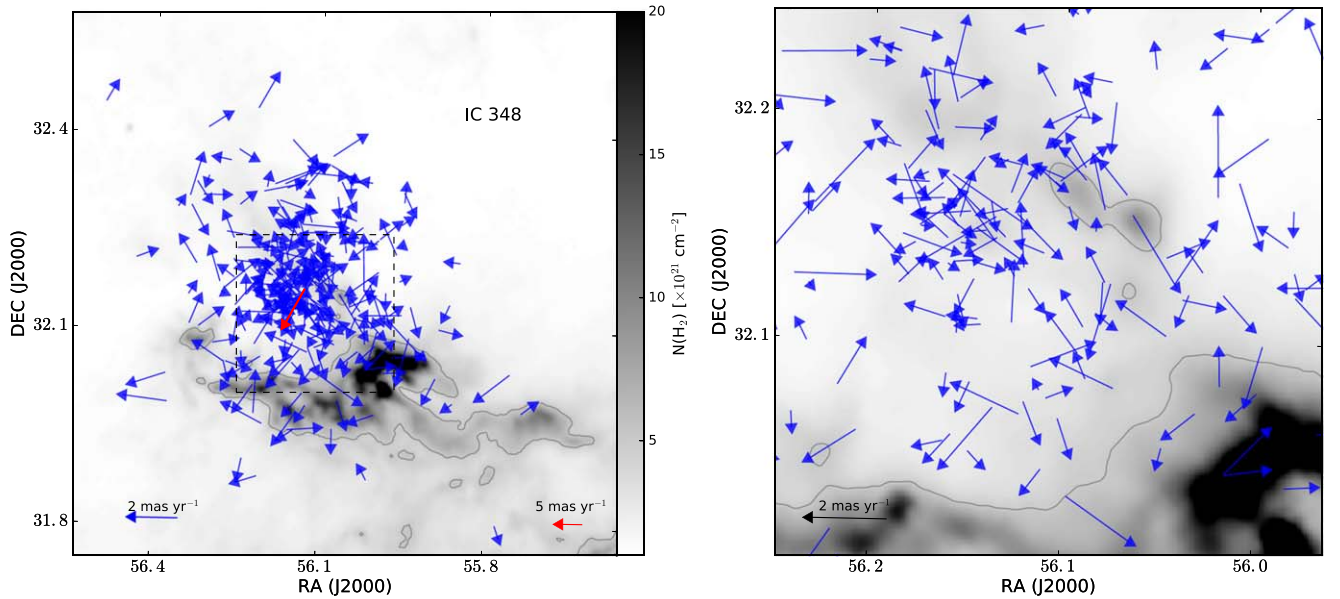 IC 348
32.4
32.1
31.8
DEC (J2000)
2 mas yr⁻¹
5 mas yr⁻¹
56.4
56.1
55.8
RA (J2000)
20
15
10
5
N(H₂) [×10²¹ cm⁻²]
32.2
32.1
DEC (J2000)
2 mas yr⁻¹
56.2
56.1
56.0
RA (J2000)